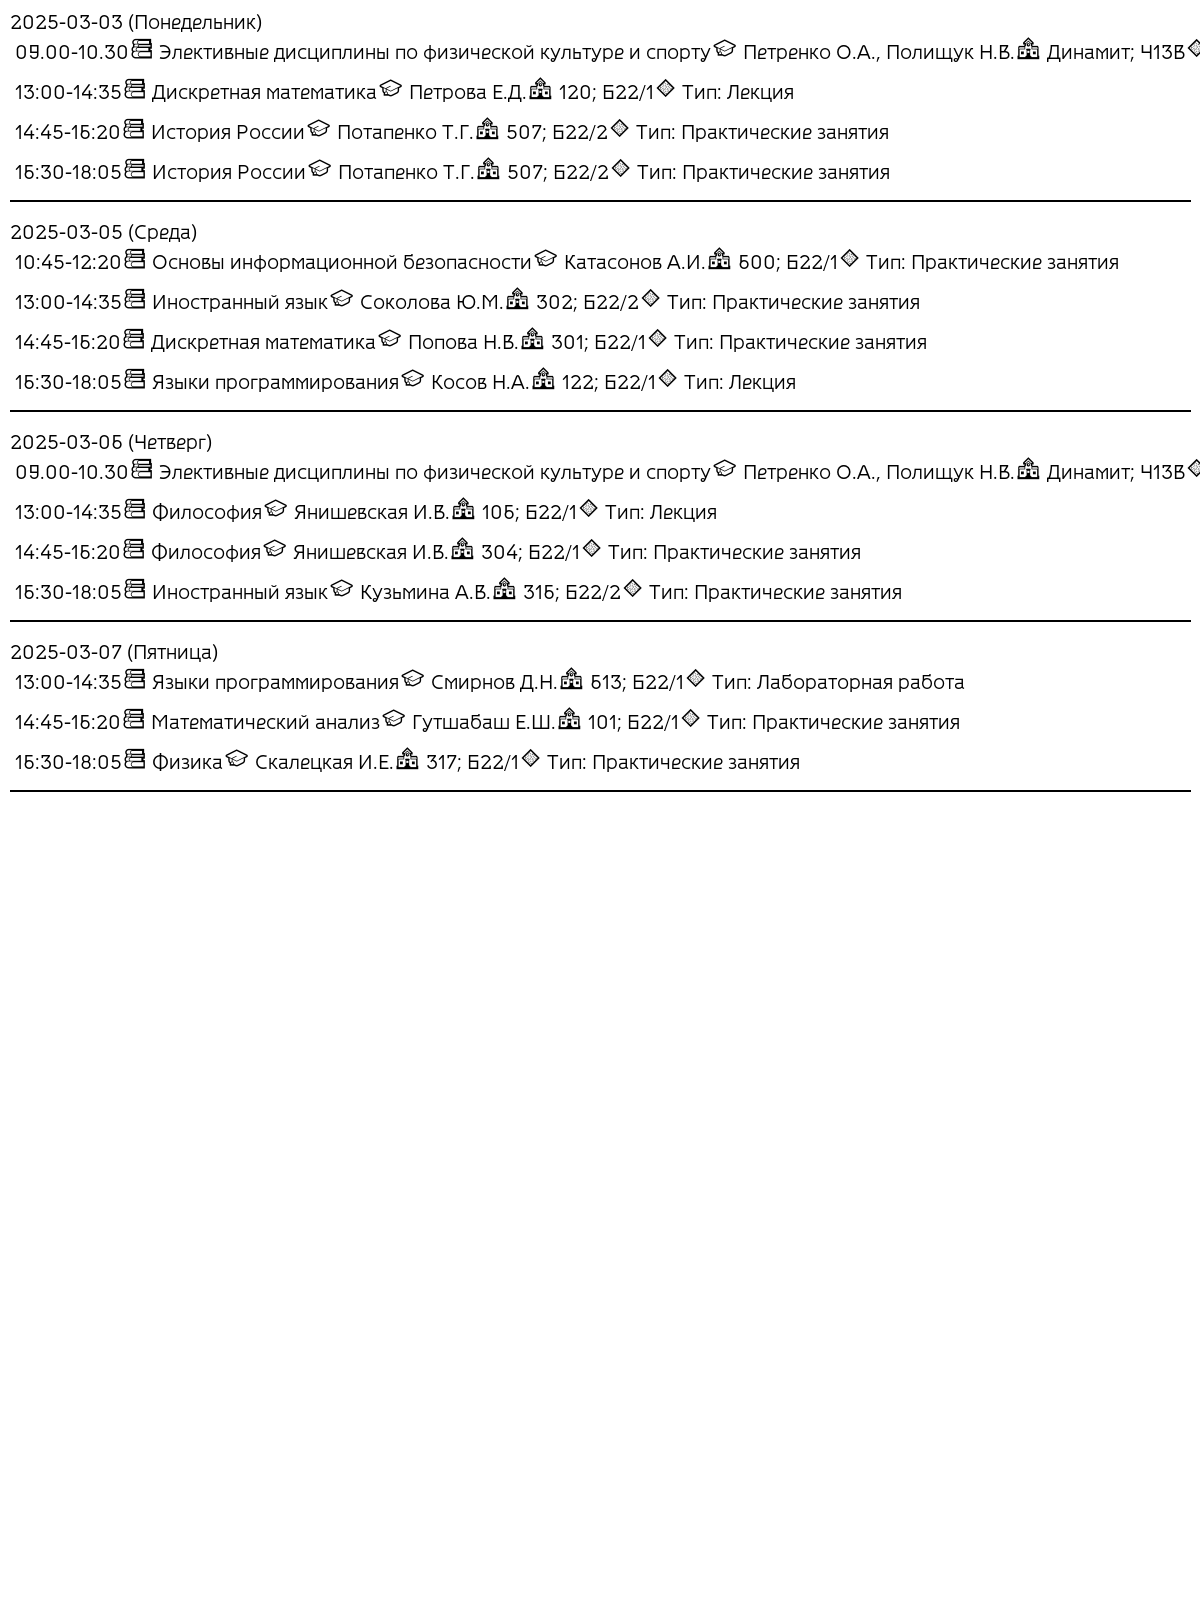 2025-03-03 (Понедельник)
09.00-10.30 Элективные дисциплины по физической культуре и спорту Петренко О.А., Полищук Н.В. Динамит; Ч13В
13:00-14:35 Дискретная математика Петрова Е.Д. 120; Б22/1 Тип: Лекция
14:45-16:20 История России Потапенко Т.Г. 507; Б22/2 Тип: Практические занятия
16:30-18:05 История России Потапенко Т.Г. 507; Б22/2 Тип: Практические занятия
2025-03-05 (Среда)
10:45-12:20 Основы информационной безопасности Катасонов А.И. 600; Б22/1 Тип: Практические занятия
13:00-14:35 Иностранный язык Соколова Ю.М. 302; Б22/2 Тип: Практические занятия
14:45-16:20 Дискретная математика Попова Н.В. 301; Б22/1 Тип: Практические занятия
16:30-18:05 Языки программирования Косов Н.А. 122; Б22/1 Тип: Лекция
2025-03-06 (Четверг)
09.00-10.30 Элективные дисциплины по физической культуре и спорту Петренко О.А., Полищук Н.В. Динамит; Ч13В
13:00-14:35 Философия Янишевская И.В. 106; Б22/1 Тип: Лекция
14:45-16:20 Философия Янишевская И.В. 304; Б22/1 Тип: Практические занятия
16:30-18:05 Иностранный язык Кузьмина А.В. 316; Б22/2 Тип: Практические занятия
2025-03-07 (Пятница)
13:00-14:35 Языки программирования Смирнов Д.Н. 613; Б22/1 Тип: Лабораторная работа
14:45-16:20 Математический анализ Гутшабаш Е.Ш. 101; Б22/1 Тип: Практические занятия
16:30-18:05 Физика Скалецкая И.Е. 317; Б22/1 Тип: Практические занятия